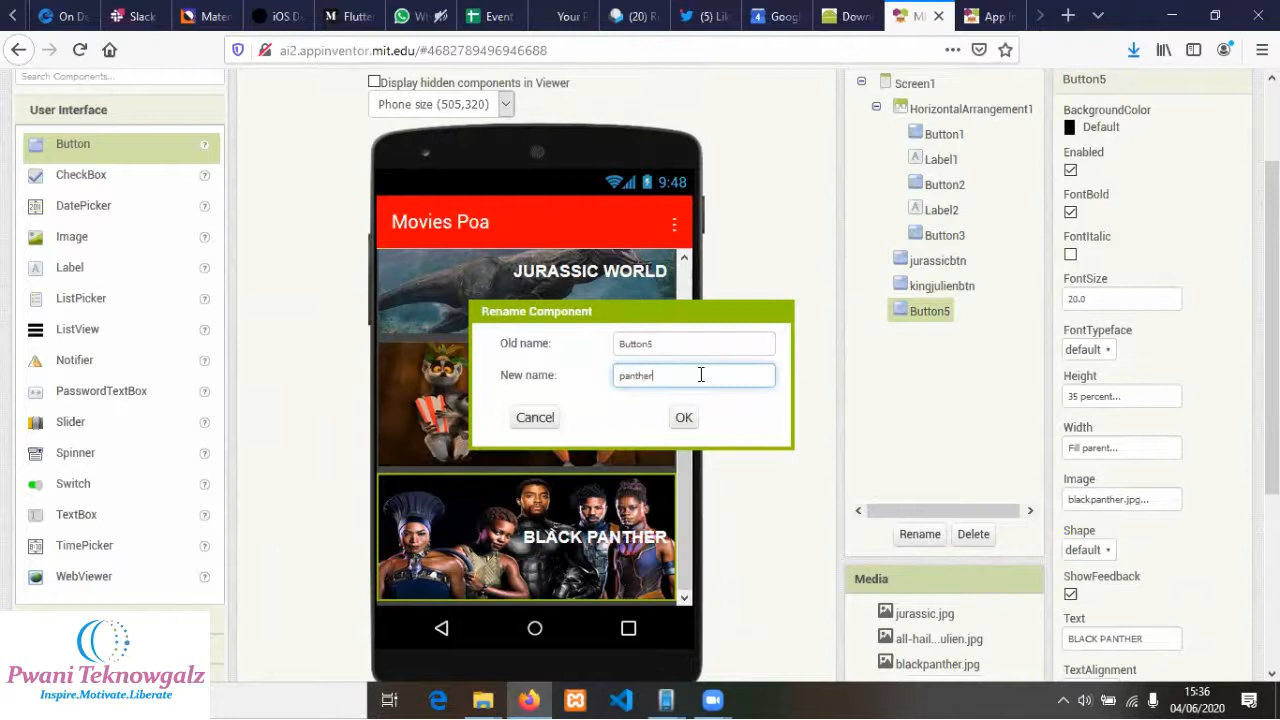 Slack
Mater
iOS D
Flutter
What
Event
Your R
(20) R
(5) Lik
Googl
Down
Mi
App In
ai2.appinventor.mit.edu/#4682789496946688
Search Components...
User Interface
Button
CheckBox
DatePicker
Image
Label
ListPicker
ListView
Notifier
PasswordTextBox
Slider
Spinner
Switch
TextBox
TimePicker
WebViewer
Pwani Teknowgalz
Inspire.Motivate.Liberate
Display hidden components in Viewer
Phone size (505,320)
9:48
Movies Poa
JURASSIC WORLD
BLACK PANTHER
Rename Component
Old name:
Button5
New name:
panther
Cancel
OK
Screen1
HorizontalArrangement1
Button1
Label1
Button2
Label2
Button3
jurassicbtn
kingjulienbtn
Button5
Rename
Delete
Media
jurassic.jpg
all-hail...ulien.jpg
blackpanther.jpg
Button5
BackgroundColor
Default
Enabled
FontBold
FontItalic
FontSize
20.0
FontTypeface
default
Height
35 percent...
Width
Fill parent...
Image
blackpanther.jpg...
Shape
default
ShowFeedback
Text
BLACK PANTHER
TextAlignment
15:36
04/06/2020